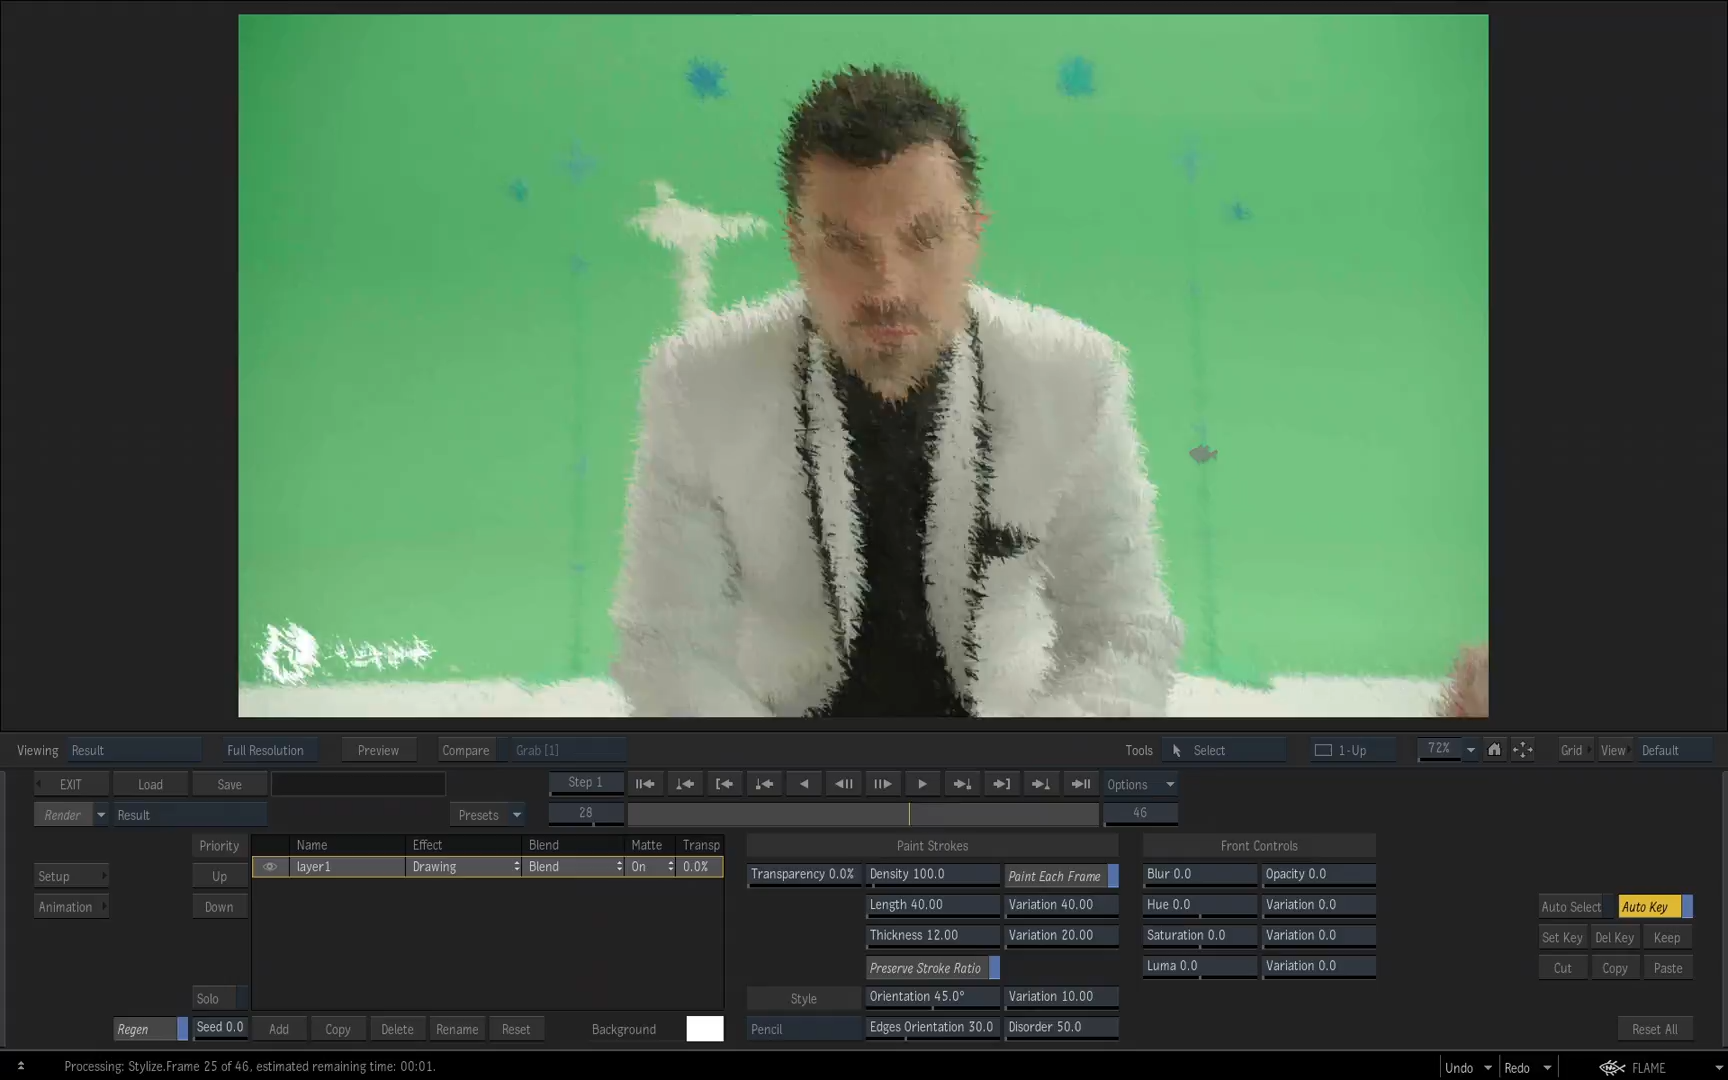 Viewing Result Full Resolution Preview Compare Grab [1] Tools Select 1-Up 72% Grid View Default
EXIT Load Save Step 1 Options
Render Result Presets 28 46
Priority Name Effect Blend Matte Transp Paint Strokes Front Controls
layer1 Drawing Blend On 0.0% Transparency 0.0% Density 100.0 Paint Each Frame Blur 0.0 Opacity 0.0
Setup Up
Animation Down Length 40.00 Variation 40.00 Hue 0.0 Variation 0.0 Auto Select Auto Key
Thickness 12.00 Variation 20.00 Saturation 0.0 Variation 0.0 Set Key Del Key Keep
Preserve Stroke Ratio Luma 0.0 Variation 0.0 Cut Copy Paste
Solo Style Orientation 45.0° Variation 10.00
Regen Seed 0.0 Add Copy Delete Rename Reset Background Pencil Edges Orientation 30.0 Disorder 50.0 Reset All
Processing: Stylize.Frame 25 of 46, estimated remaining time: 00:01. Undo Redo FLAME